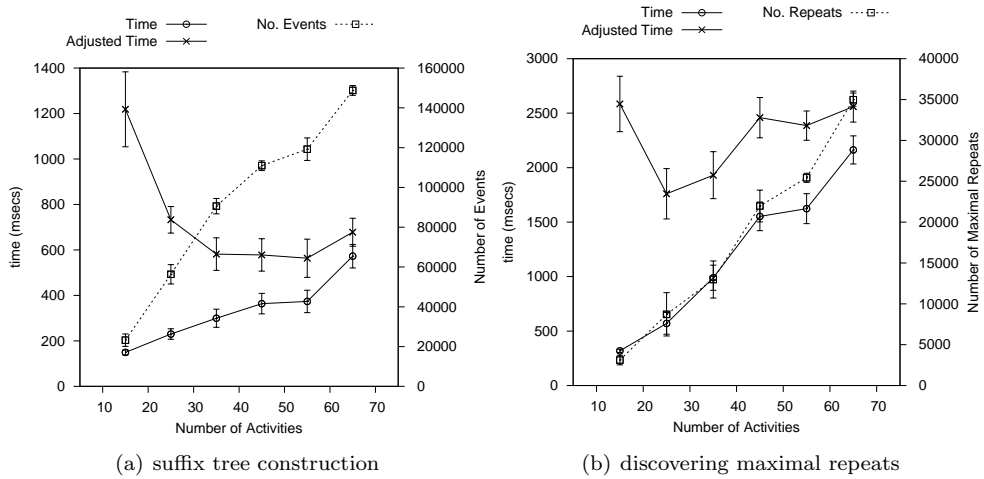 Time
Adjusted Time
No. Events
1400
1200
1000
800
600
400
200
0
time (msecs)
160000
140000
120000
100000
80000
60000
40000
20000
0
Number of Events
10 20 30 40 50 60 70
Number of Activities
(a) suffix tree construction
Time
Adjusted Time
No. Repeats
3000
2500
2000
1500
1000
500
0
time (msecs)
40000
35000
30000
25000
20000
15000
10000
5000
0
Number of Maximal Repeats
10 20 30 40 50 60 70
Number of Activities
(b) discovering maximal repeats